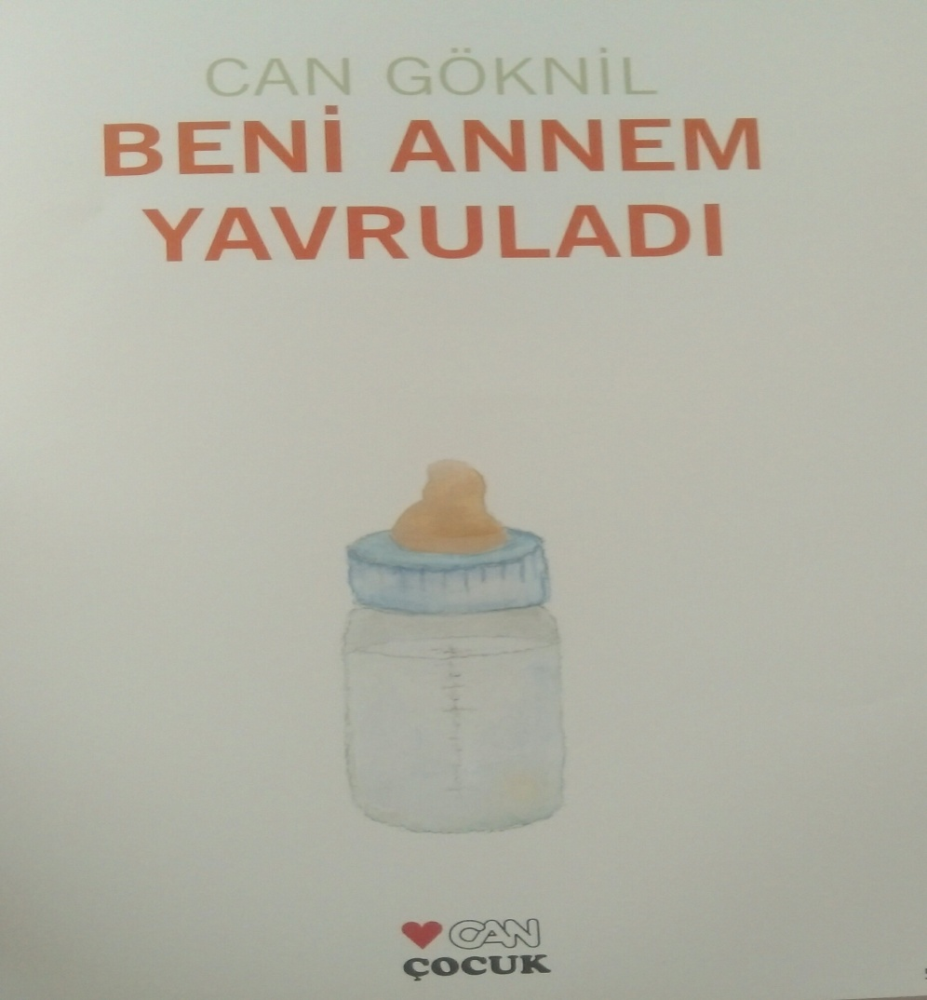 CAN GÖKNİL
BENİ ANNEM
YAVRULADI
CAN
ÇOCUK